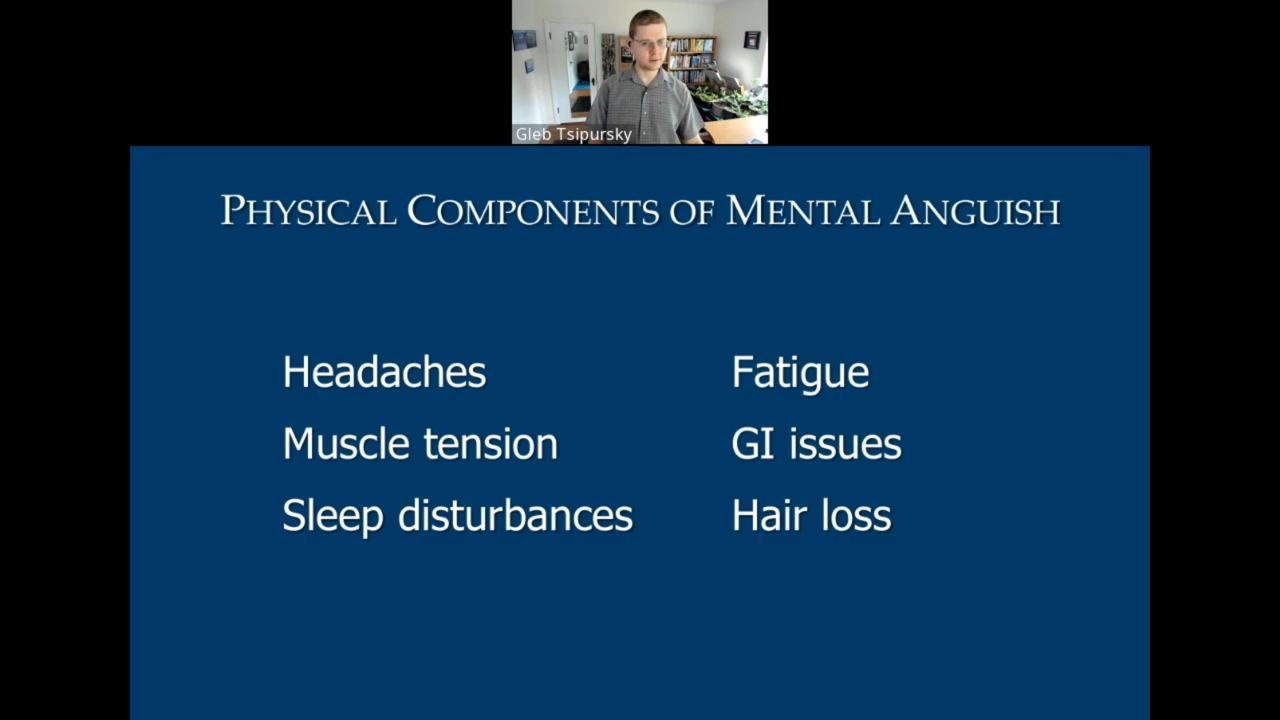 Gleb Tsipursky
PHYSICAL COMPONENTS OF MENTAL ANGUISH
Headaches
Muscle tension
Sleep disturbances
Fatigue
GI issues
Hair loss